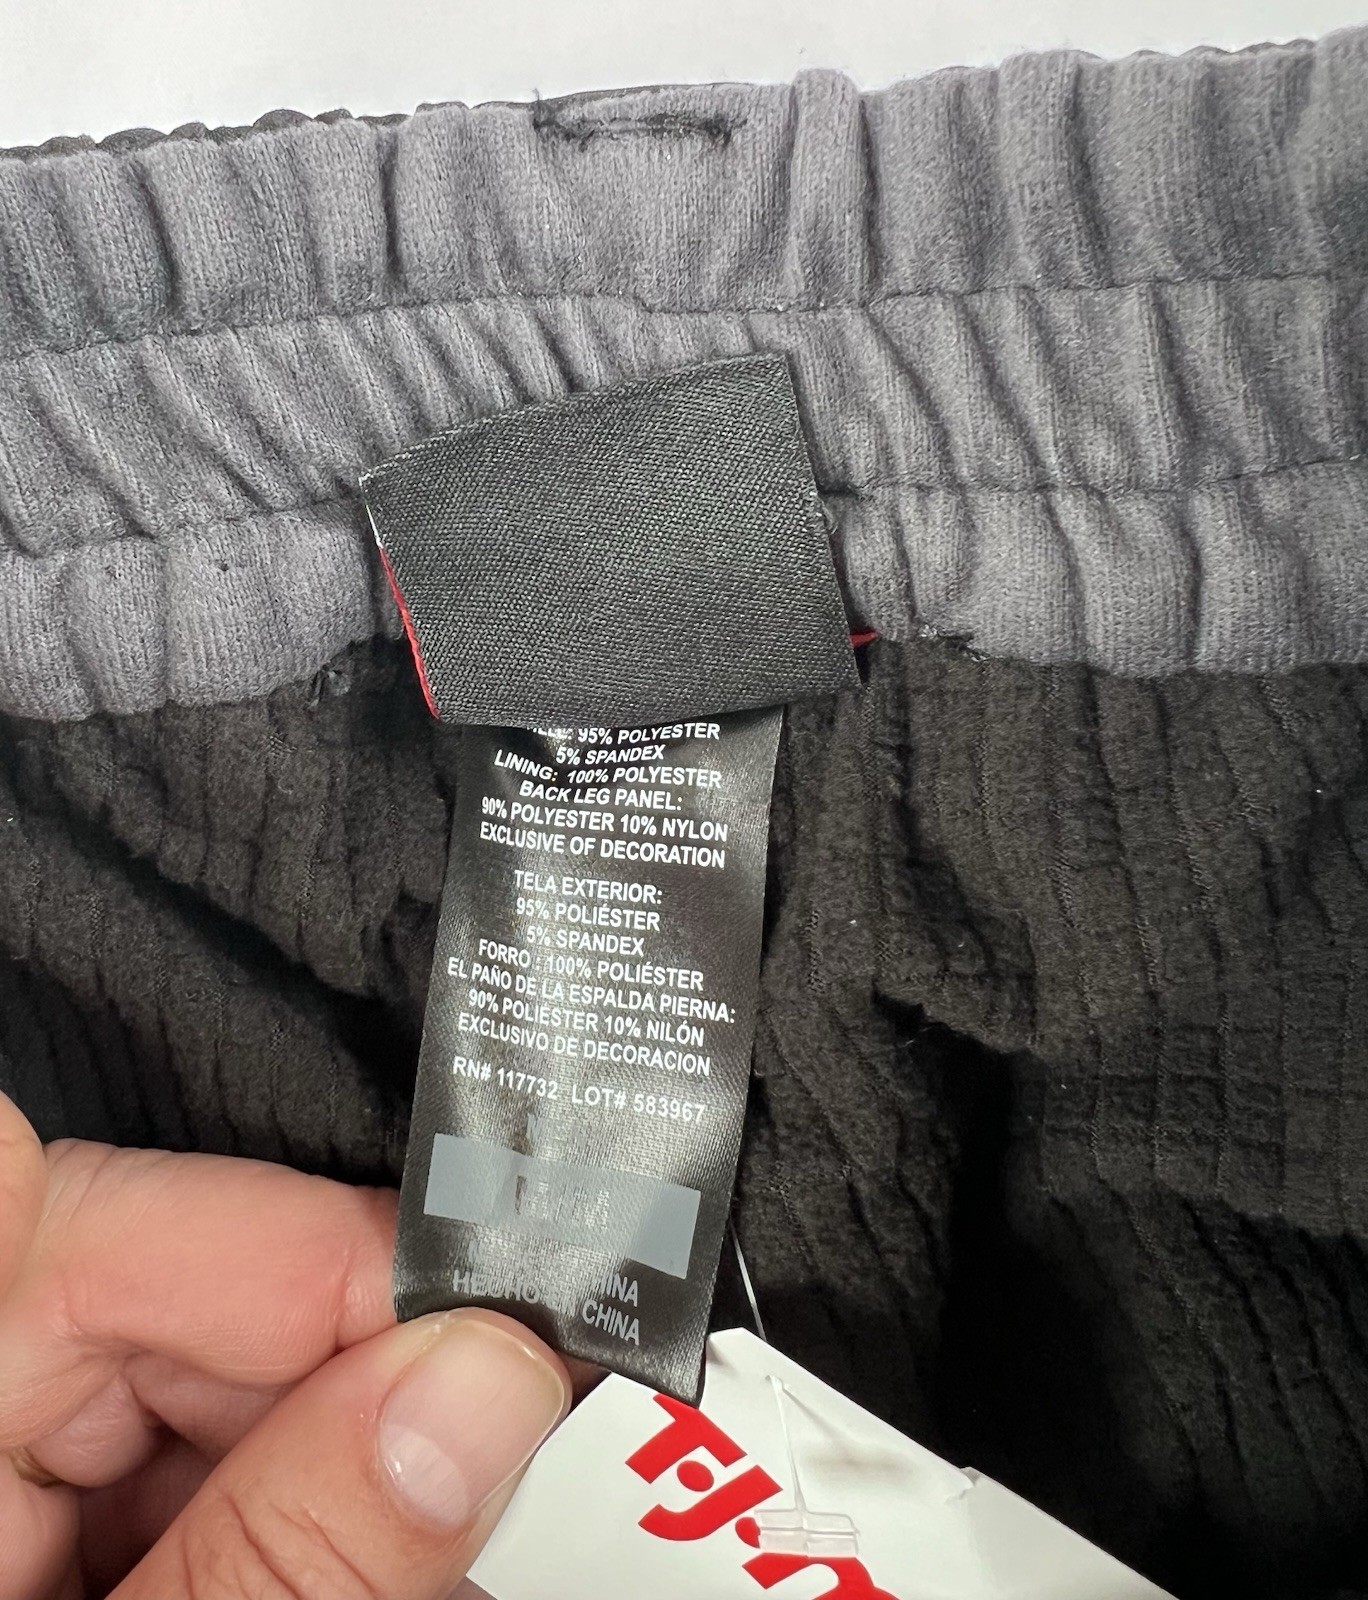 95% POLYESTER
5% SPANDEX
LINING: 100% POLYESTER
BACK LEG PANEL:
90% POLYESTER 10% NYLON
EXCLUSIVE OF DECORATION
TELA EXTERIOR:
95% POLIÉSTER
5% SPANDEX
FORRO : 100% POLIÉSTER
EL PAÑO DE LA ESPALDA PIERNA:
90% POLIÉSTER 10% NILÓN
EXCLUSIVO DE DECORACION
RN# 117732 LOT# 583967
HECHO EN CHINA
T.J.m